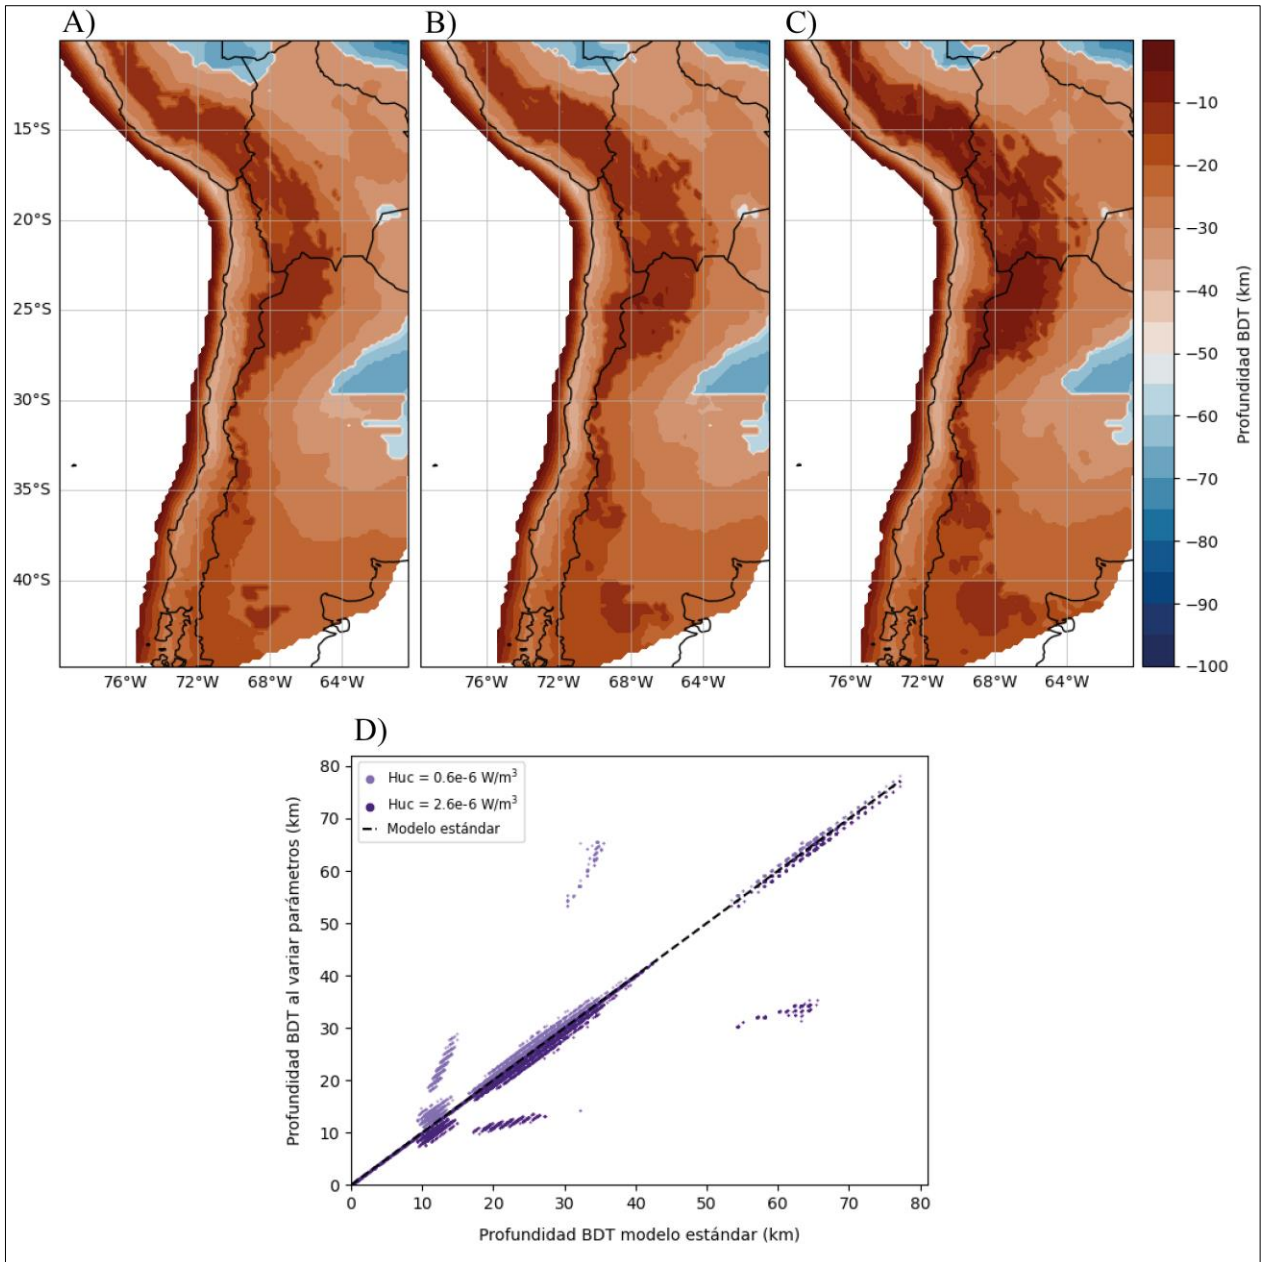 A)
B)
C)
15°S
20°S
25°S
30°S
35°S
40°S
76°W 72°W 68°W 64°W
76°W 72°W 68°W 64°W
76°W 72°W 68°W 64°W
−10
−20
−30
−40
−50
−60
−70
−80
−90
−100
Profundidad BDT (km)
D)
Huc = 0.6e-6 W/m³
Huc = 2.6e-6 W/m³
Modelo estándar
80
70
60
50
40
30
20
10
0
Profundidad BDT al variar parámetros (km)
0 10 20 30 40 50 60 70 80
Profundidad BDT modelo estándar (km)